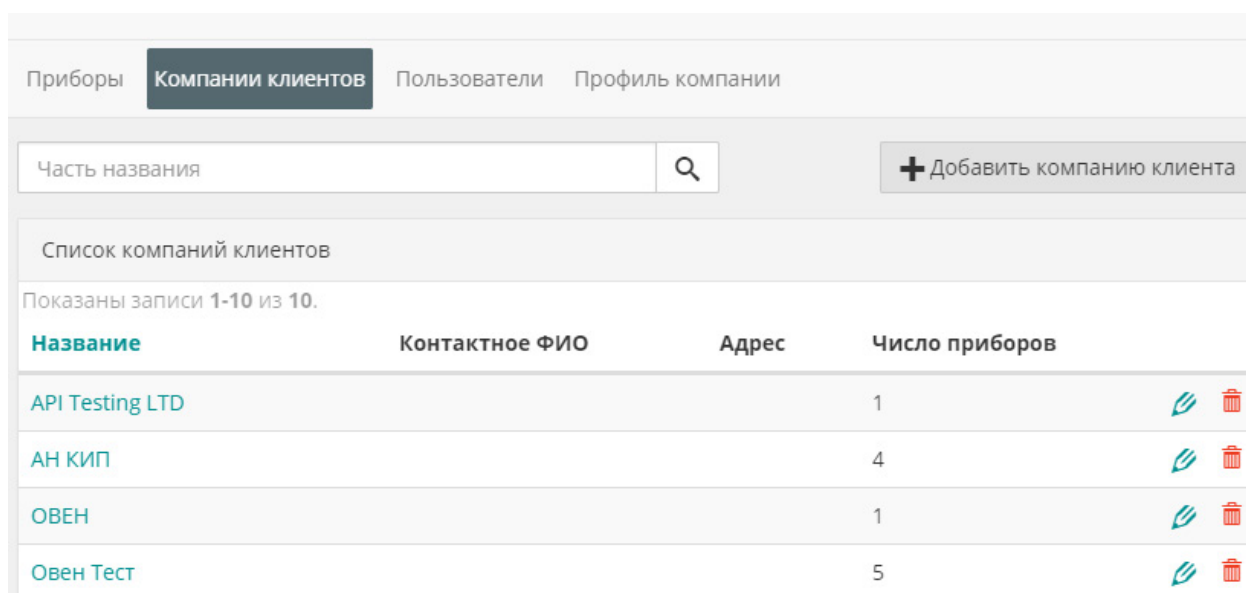 Приборы Компании клиентов Пользователи Профиль компании
Часть названия
Добавить компанию клиента
Список компаний клиентов
Показаны записи 1-10 из 10.
Название Контактное ФИО Адрес Число приборов
API Testing LTD 1
АН КИП 4
ОВЕН 1
Овен Тест 5